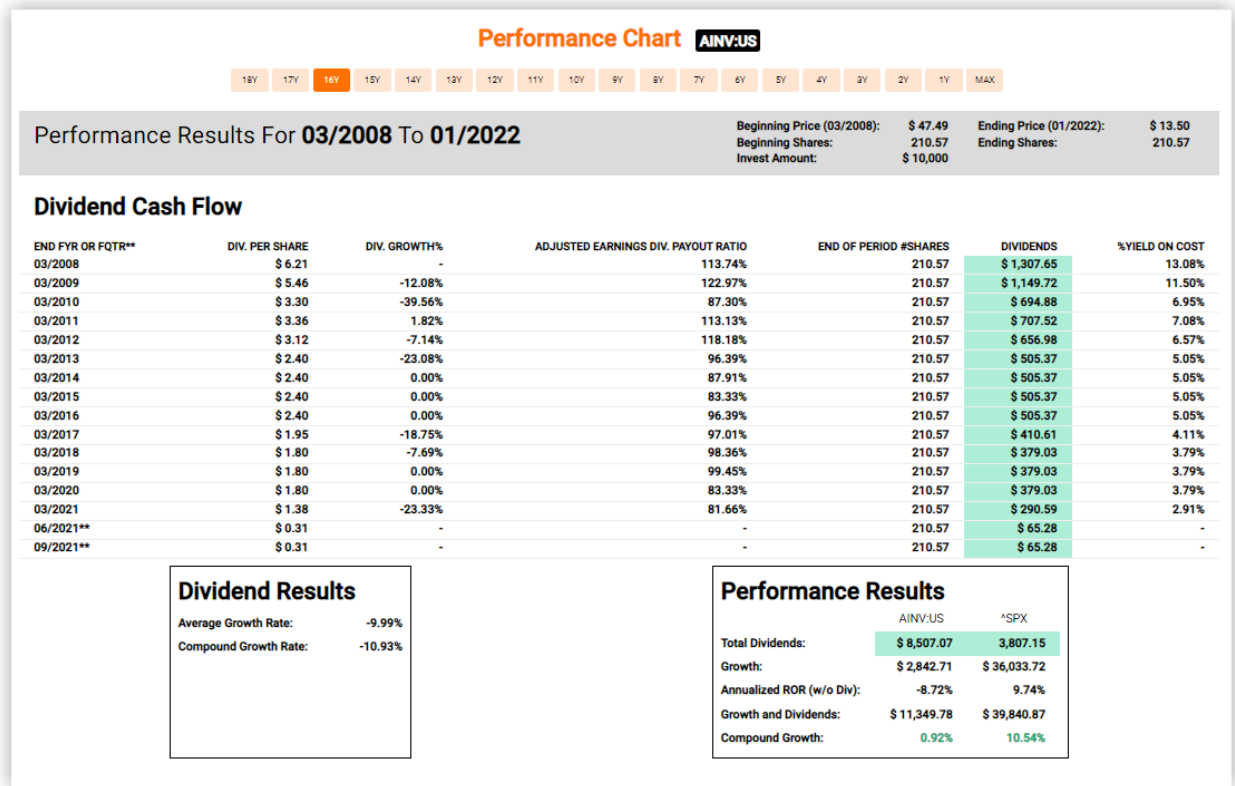 Performance Chart AINV:US
18Y 17Y 16Y 15Y 14Y 13Y 12Y 11Y 10Y 9Y 8Y 7Y 6Y 5Y 4Y 3Y 2Y 1Y MAX
Performance Results For 03/2008 To 01/2022
Beginning Price (03/2008): $ 47.49 Ending Price (01/2022): $ 13.50
Beginning Shares: 210.57 Ending Shares: 210.57
Invest Amount: $ 10,000
Dividend Cash Flow
END FYR OR FQTR** DIV. PER SHARE DIV. GROWTH% ADJUSTED EARNINGS DIV. PAYOUT RATIO END OF PERIOD #SHARES DIVIDENDS %YIELD ON COST
03/2008 $ 6.21 - 113.74% 210.57 $ 1,307.65 13.08%
03/2009 $ 5.46 -12.08% 122.97% 210.57 $ 1,149.72 11.50%
03/2010 $ 3.30 -39.56% 87.30% 210.57 $ 694.88 6.95%
03/2011 $ 3.36 1.82% 113.13% 210.57 $ 707.52 7.08%
03/2012 $ 3.12 -7.14% 118.18% 210.57 $ 656.98 6.57%
03/2013 $ 2.40 -23.08% 96.39% 210.57 $ 505.37 5.05%
03/2014 $ 2.40 0.00% 87.91% 210.57 $ 505.37 5.05%
03/2015 $ 2.40 0.00% 83.33% 210.57 $ 505.37 5.05%
03/2016 $ 2.40 0.00% 96.39% 210.57 $ 505.37 5.05%
03/2017 $ 1.95 -18.75% 97.01% 210.57 $ 410.61 4.11%
03/2018 $ 1.80 -7.69% 98.36% 210.57 $ 379.03 3.79%
03/2019 $ 1.80 0.00% 99.45% 210.57 $ 379.03 3.79%
03/2020 $ 1.80 0.00% 83.33% 210.57 $ 379.03 3.79%
03/2021 $ 1.38 -23.33% 81.66% 210.57 $ 290.59 2.91%
06/2021** $ 0.31 - - 210.57 $ 65.28 -
09/2021** $ 0.31 - - 210.57 $ 65.28 -
Dividend Results
Average Growth Rate: -9.99%
Compound Growth Rate: -10.93%
Performance Results
AINV:US ^SPX
Total Dividends: $ 8,507.07 3,807.15
Growth: $ 2,842.71 $ 36,033.72
Annualized ROR (w/o Div): -8.72% 9.74%
Growth and Dividends: $ 11,349.78 $ 39,840.87
Compound Growth: 0.92% 10.54%